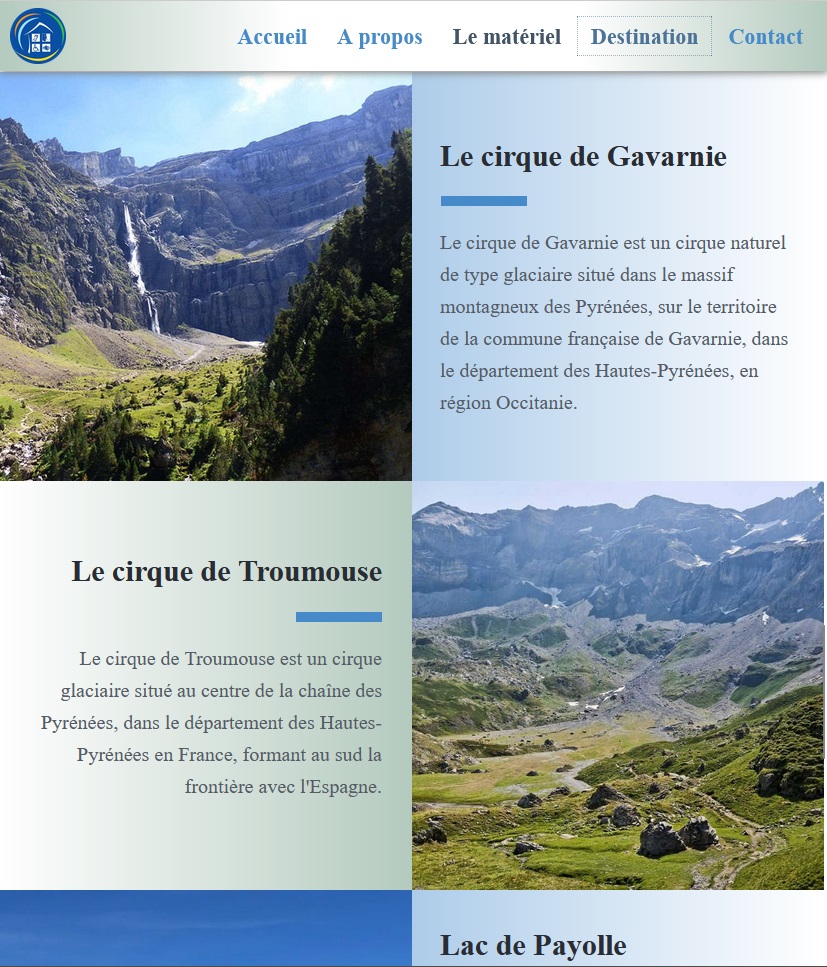 Accueil A propos Le matériel Destination Contact
Le cirque de Gavarnie
Le cirque de Gavarnie est un cirque naturel
de type glaciaire situé dans le massif
montagneux des Pyrénées, sur le territoire
de la commune française de Gavarnie, dans
le département des Hautes-Pyrénées, en
région Occitanie.
Le cirque de Troumouse
Le cirque de Troumouse est un cirque
glaciaire situé au centre de la chaîne des
Pyrénées, dans le département des Hautes-
Pyrénées en France, formant au sud la
frontière avec l'Espagne.
Lac de Payolle